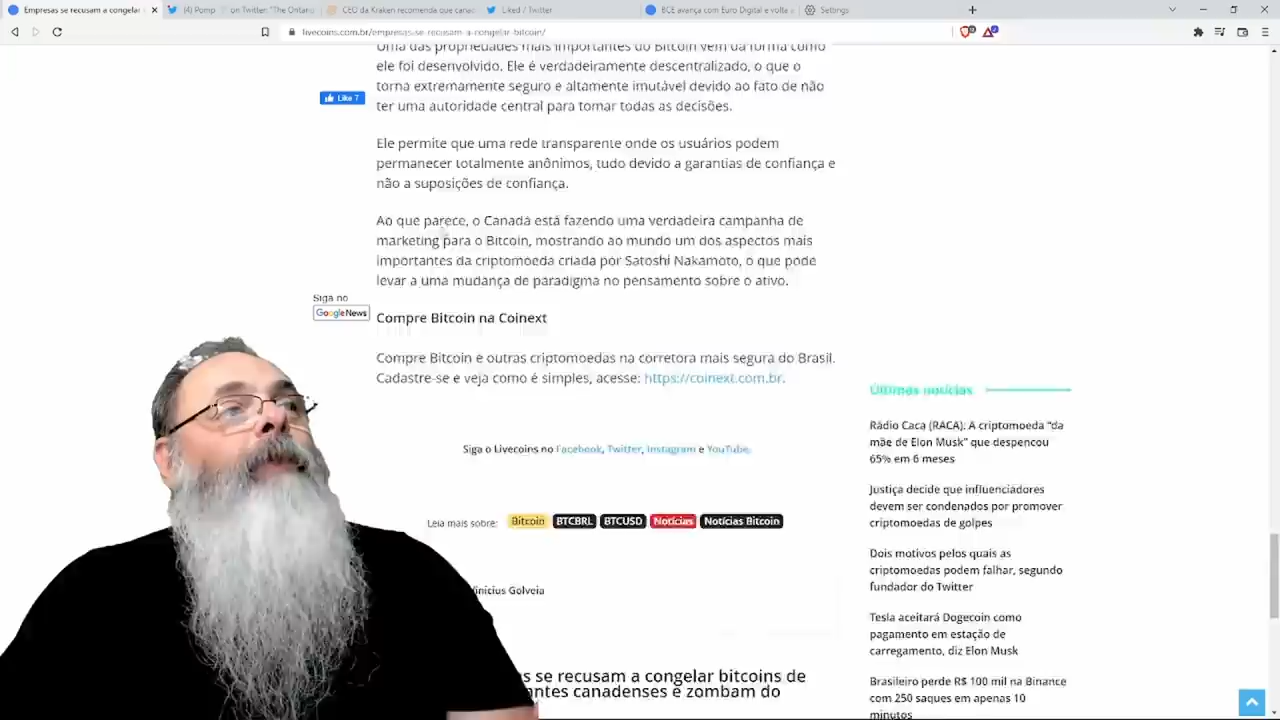 Empresas se recusam a congelar
(4) Pomp on Twitter: "The Ontario
CEO da Kraken recomenda que cana
Liked / Twitter
BCE avança com Euro Digital e volta a
Settings
livecoins.com.br/empresas-se-recusam-a-congelar-bitcoin/
Uma das propriedades mais importantes do Bitcoin vem da forma como
ele foi desenvolvido. Ele é verdadeiramente descentralizado, o que o
torna extremamente seguro e altamente imutável devido ao fato de não
ter uma autoridade central para tomar todas as decisões.
Like 7
Ele permite que uma rede transparente onde os usuários podem
permanecer totalmente anônimos, tudo devido a garantias de confiança e
não a suposições de confiança.
Ao que parece, o Canadá está fazendo uma verdadeira campanha de
marketing para o Bitcoin, mostrando ao mundo um dos aspectos mais
importantes da criptomoeda criada por Satoshi Nakamoto, o que pode
levar a uma mudança de paradigma no pensamento sobre o ativo.
Siga no
Google News
Compre Bitcoin na Coinext
Compre Bitcoin e outras criptomoedas na corretora mais segura do Brasil.
Cadastre-se e veja como é simples, acesse: https://coinext.com.br.
Siga o Livecoins no Facebook, Twitter, Instagram e YouTube.
Leia mais sobre: Bitcoin BTCBRL BTCUSD Notícias Notícias Bitcoin
Vinicius Golveia
s se recusam a congelar bitcoins de
antes canadenses e zombam do
Últimas notícias
Rádio Caca (RACA): A criptomoeda "da
mãe de Elon Musk" que despencou
65% em 6 meses
Justiça decide que influenciadores
devem ser condenados por promover
criptomoedas de golpes
Dois motivos pelos quais as
criptomoedas podem falhar, segundo
fundador do Twitter
Tesla aceitará Dogecoin como
pagamento em estação de
carregamento, diz Elon Musk
Brasileiro perde R$ 100 mil na Binance
com 250 saques em apenas 10
minutos